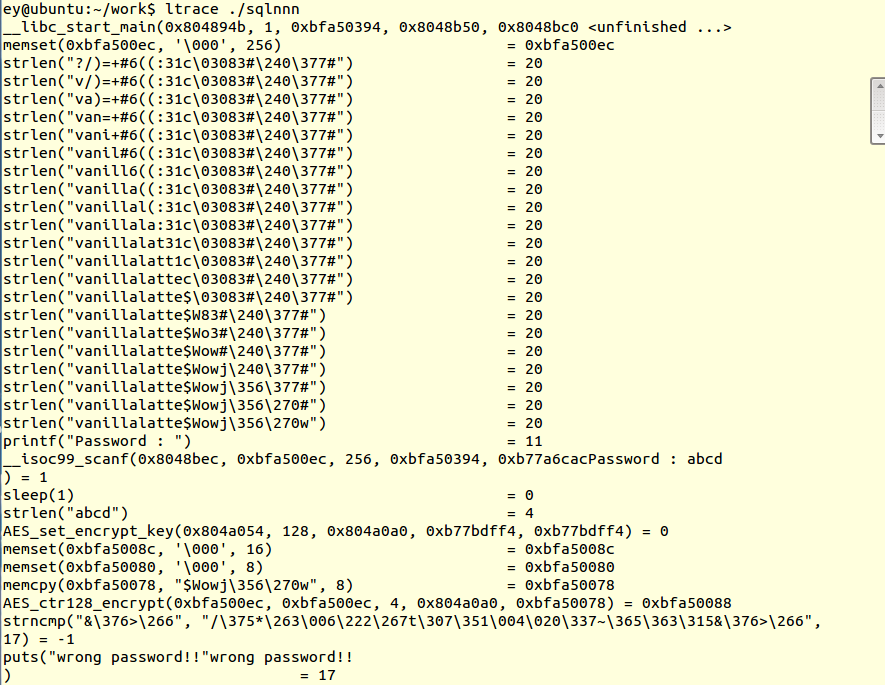 ey@ubuntu:~/work$ ltrace ./sqlnnn
__libc_start_main(0x804894b, 1, 0xbfa50394, 0x8048b50, 0x8048bc0 <unfinished ...>
memset(0xbfa500ec, '\000', 256) = 0xbfa500ec
strlen("?/)=+#6((:31c\03083#\240\377#") = 20
strlen("v/)=+#6((:31c\03083#\240\377#") = 20
strlen("va)=+#6((:31c\03083#\240\377#") = 20
strlen("van=+#6((:31c\03083#\240\377#") = 20
strlen("vani+#6((:31c\03083#\240\377#") = 20
strlen("vanil#6((:31c\03083#\240\377#") = 20
strlen("vanill6((:31c\03083#\240\377#") = 20
strlen("vanilla((:31c\03083#\240\377#") = 20
strlen("vanillal(:31c\03083#\240\377#") = 20
strlen("vanillala:31c\03083#\240\377#") = 20
strlen("vanillalat31c\03083#\240\377#") = 20
strlen("vanillalatt1c\03083#\240\377#") = 20
strlen("vanillalattec\03083#\240\377#") = 20
strlen("vanillalatte$\03083#\240\377#") = 20
strlen("vanillalatte$W83#\240\377#") = 20
strlen("vanillalatte$Wo3#\240\377#") = 20
strlen("vanillalatte$Wow#\240\377#") = 20
strlen("vanillalatte$Wowj\240\377#") = 20
strlen("vanillalatte$Wowj\356\377#") = 20
strlen("vanillalatte$Wowj\356\270#") = 20
strlen("vanillalatte$Wowj\356\270w") = 20
printf("Password : ") = 11
__isoc99_scanf(0x8048bec, 0xbfa500ec, 256, 0xbfa50394, 0xb77a6cacPassword : abcd
) = 1
sleep(1) = 0
strlen("abcd") = 4
AES_set_encrypt_key(0x804a054, 128, 0x804a0a0, 0xb77bdff4, 0xb77bdff4) = 0
memset(0xbfa5008c, '\000', 16) = 0xbfa5008c
memset(0xbfa50080, '\000', 8) = 0xbfa50080
memcpy(0xbfa50078, "$Wowj\356\270w", 8) = 0xbfa50078
AES_ctr128_encrypt(0xbfa500ec, 0xbfa500ec, 4, 0x804a0a0, 0xbfa50078) = 0xbfa50088
strncmp("&\376>\266", "/\375*\263\006\222\267t\307\351\004\020\337~\365\363\315&\376>\266",
17) = -1
puts("wrong password!!"wrong password!!
) = 17